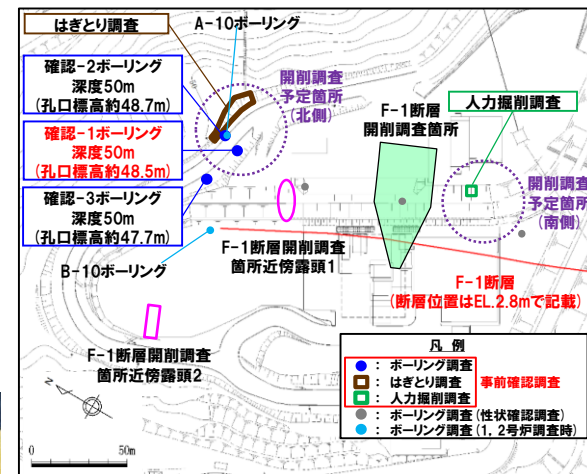 はぎとり調査
A-10ボーリング
確認-2ボーリング
深度50m
(孔口標高約48.7m)
確認-1ボーリング
深度50m
(孔口標高約48.5m)
確認-3ボーリング
深度50m
(孔口標高約47.7m)
B-10ボーリング
開削調査
予定箇所
(北側)
F-1断層
開削調査箇所
人力掘削調査
開削調査
予定箇所
(南側)
F-1断層開削調査
箇所近傍露頭1
F-1断層
(断層位置はEL.2.8mで記載)
F-1断層開削調査
箇所近傍露頭2
凡 例
: ボーリング調査
: はぎとり調査
: 人力掘削調査
事前確認調査
: ボーリング調査(性状確認調査)
: ボーリング調査(1, 2号炉調査時)
N
0
50m